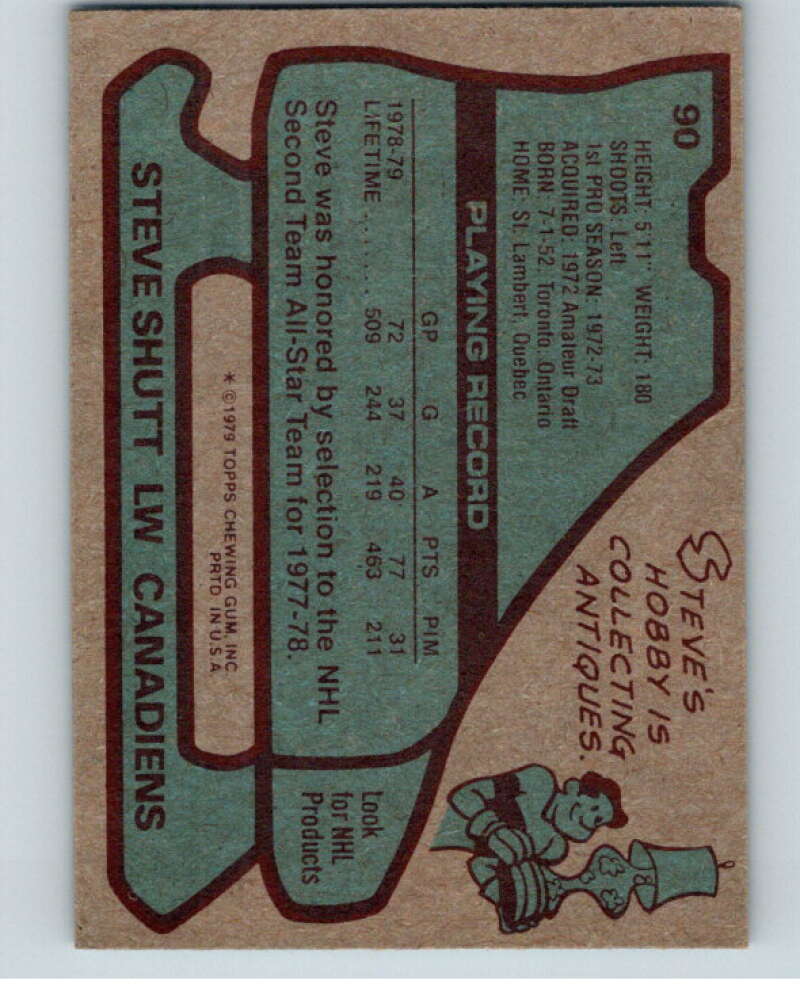 90
HEIGHT: 5'11" WEIGHT: 180
SHOOTS: Left
1st PRO SEASON: 1972-73
ACQUIRED: 1972 Amateur Draft
BORN: 7-1-52, Toronto, Ontario
HOME: St. Lambert, Quebec
STEVE'S
HOBBY IS
COLLECTING
ANTIQUES.
PLAYING RECORD
GP G A PTS PIM
1978-79 72 37 40 77 31
LIFETIME ........ 509 244 219 463 211
Steve was honored by selection to the NHL
Second Team All-Star Team for 1977-78.
Look
for NHL
Products
* ©1979 TOPPS CHEWING GUM, INC.
PRTD. IN U.S.A.
STEVE SHUTT LW CANADIENS